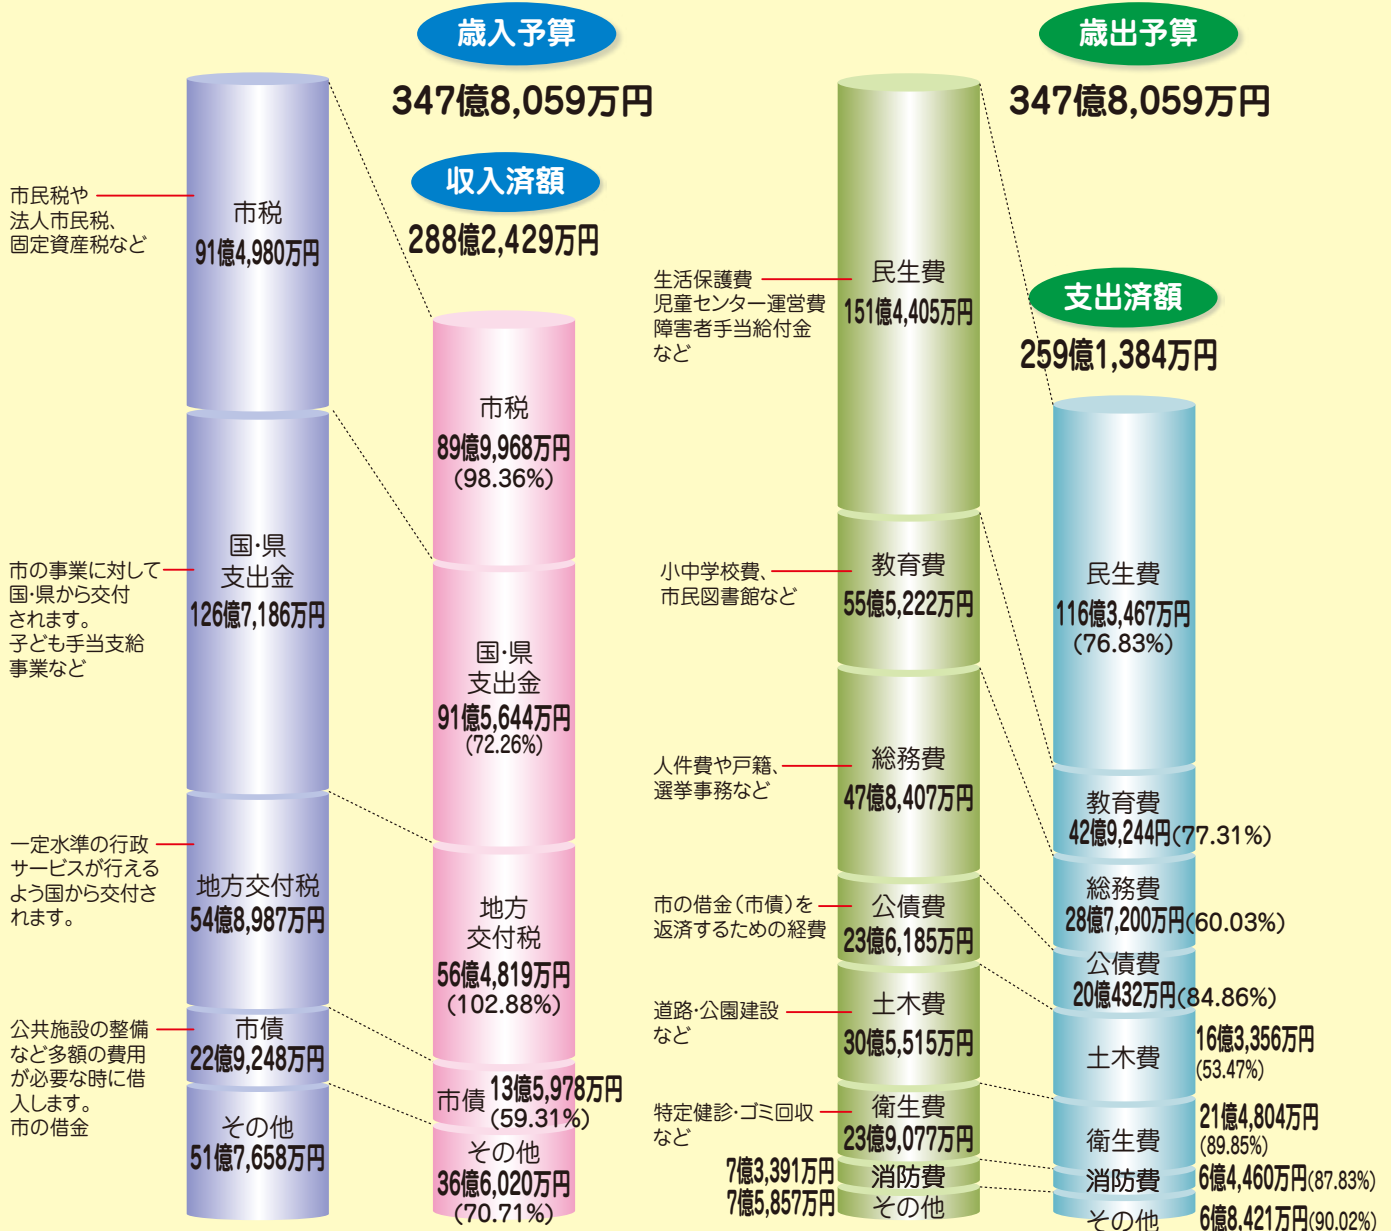 歳入予算
347億8,059万円
収入済額
288億2,429万円
市民税や
法人市民税、
固定資産税など
市税
91億4,980万円
市の事業に対して
国・県から交付
されます。
子ども手当支給
事業など
国・県
支出金
126億7,186万円
一定水準の行政
サービスが行える
よう国から交付さ
れます。
地方交付税
54億8,987万円
公共施設の整備
など多額の費用
が必要な時に借
入します。
市の借金
市債
22億9,248万円
その他
51億7,658万円
市税
89億9,968万円
(98.36%)
国・県
支出金
91億5,644万円
(72.26%)
地方
交付税
56億4,819万円
(102.88%)
市債 13億5,978万円
(59.31%)
その他
36億6,020万円
(70.71%)
歳出予算
347億8,059万円
支出済額
259億1,384万円
生活保護費
児童センター運営費
障害者手当給付金
など
民生費
151億4,405万円
小中学校費、
市民図書館など
教育費
55億5,222万円
人件費や戸籍、
選挙事務など
総務費
47億8,407万円
市の借金(市債)を
返済するための経費
公債費
23億6,185万円
道路・公園建設
など
土木費
30億5,515万円
特定健診・ゴミ回収
など
衛生費
23億9,077万円
7億3,391万円
消防費
7億5,857万円
その他
民生費
116億3,467万円
(76.83%)
教育費
42億9,244円(77.31%)
総務費
28億7,200万円(60.03%)
公債費
20億432万円(84.86%)
土木費
16億3,356万円
(53.47%)
衛生費
21億4,804万円
(89.85%)
消防費
6億4,460万円(87.83%)
その他
6億8,421万円(90.02%)